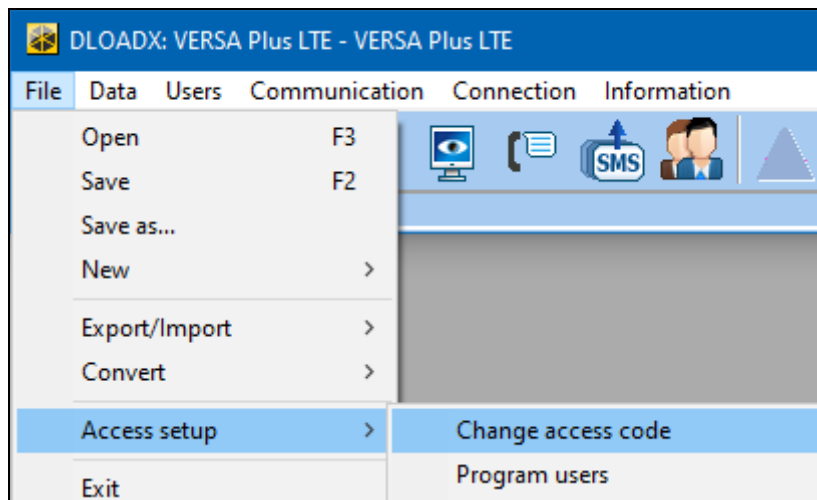 DLOADX: VERSA Plus LTE - VERSA Plus LTE
File Data Users Communication Connection Information
Open F3
Save F2
SMS
Save as...
New >
Export/Import >
Convert >
Access setup >
Change access code
Program users
Exit